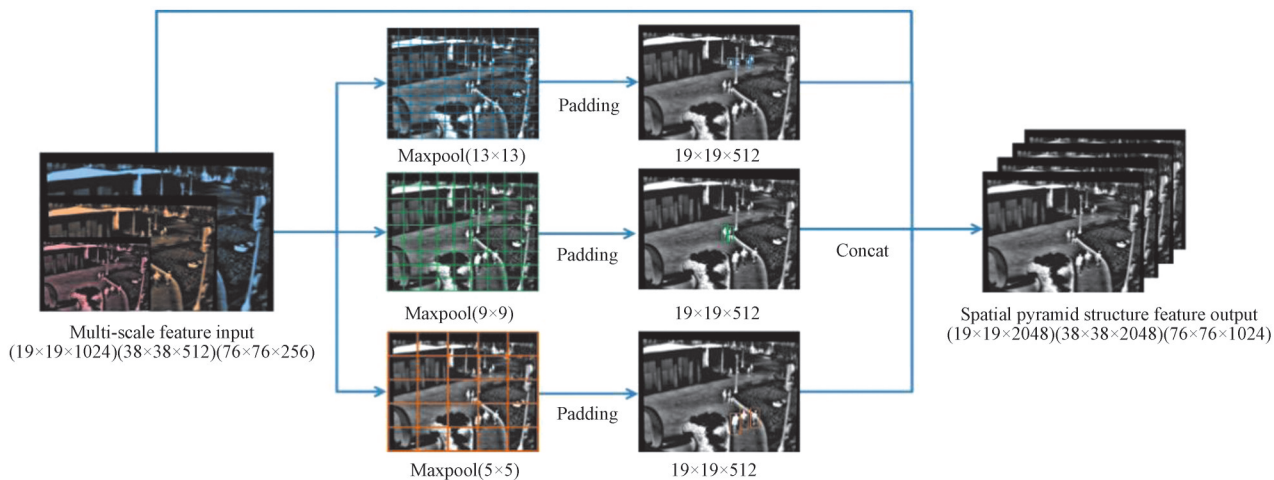 Padding
Maxpool(13×13)
19×19×512
Padding
Concat
Maxpool(9×9)
19×19×512
Multi-scale feature input
(19×19×1024)(38×38×512)(76×76×256)
Spatial pyramid structure feature output
(19×19×2048)(38×38×2048)(76×76×1024)
Padding
Maxpool(5×5)
19×19×512